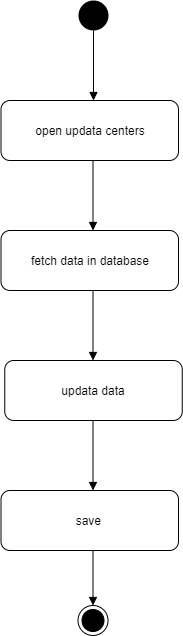 open updata centers
fetch data in database
updata data
save